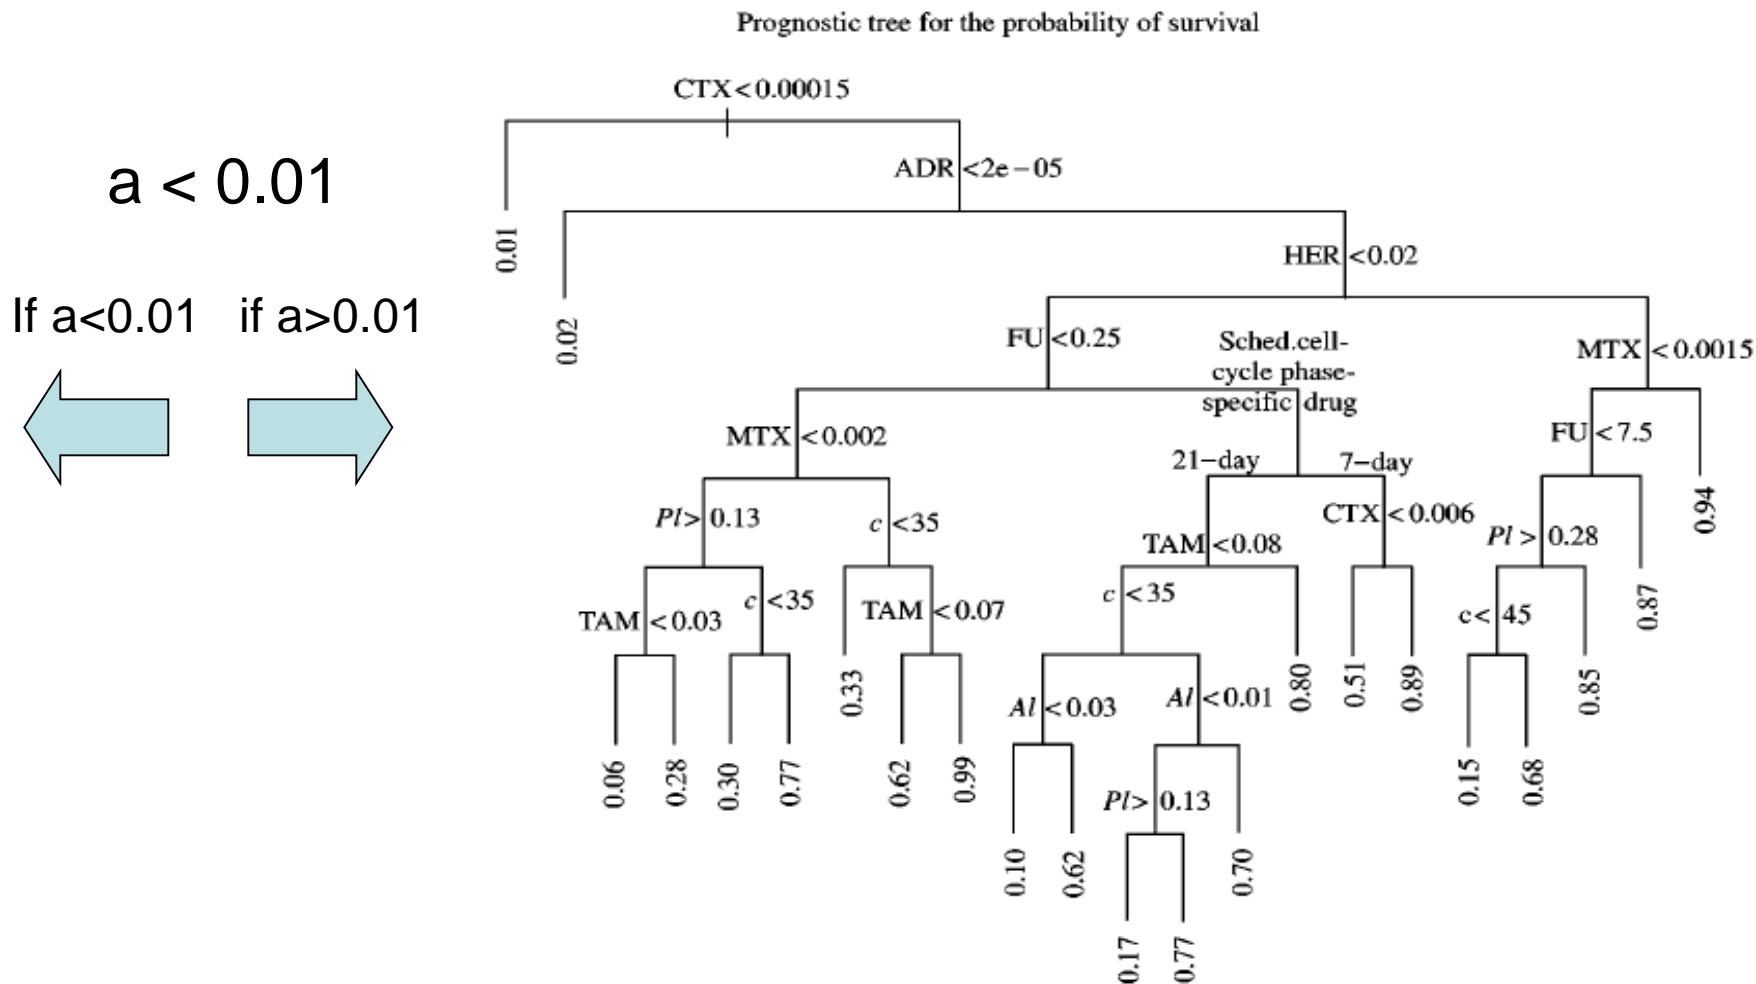 Prognostic tree for the probability of survival
CTX<0.00015
a < 0.01
ADR <2e−05
0.01
HER <0.02
If a<0.01 if a>0.01
0.02
FU <0.25
Sched.cell-
cycle phase-
specific drug
MTX <0.0015
MTX <0.002
FU <7.5
21−day 7−day
Pl> 0.13
c <35
CTX <0.006
0.94
TAM <0.08
Pl > 0.28
TAM <0.03
c <35
TAM <0.07
c <35
c< 45
0.87
0.33
0.80
0.51
0.89
0.85
Al <0.03
Al <0.01
0.06
0.28
0.30
0.77
0.62
0.99
0.15
0.68
Pl> 0.13
0.10
0.62
0.70
0.17
0.77